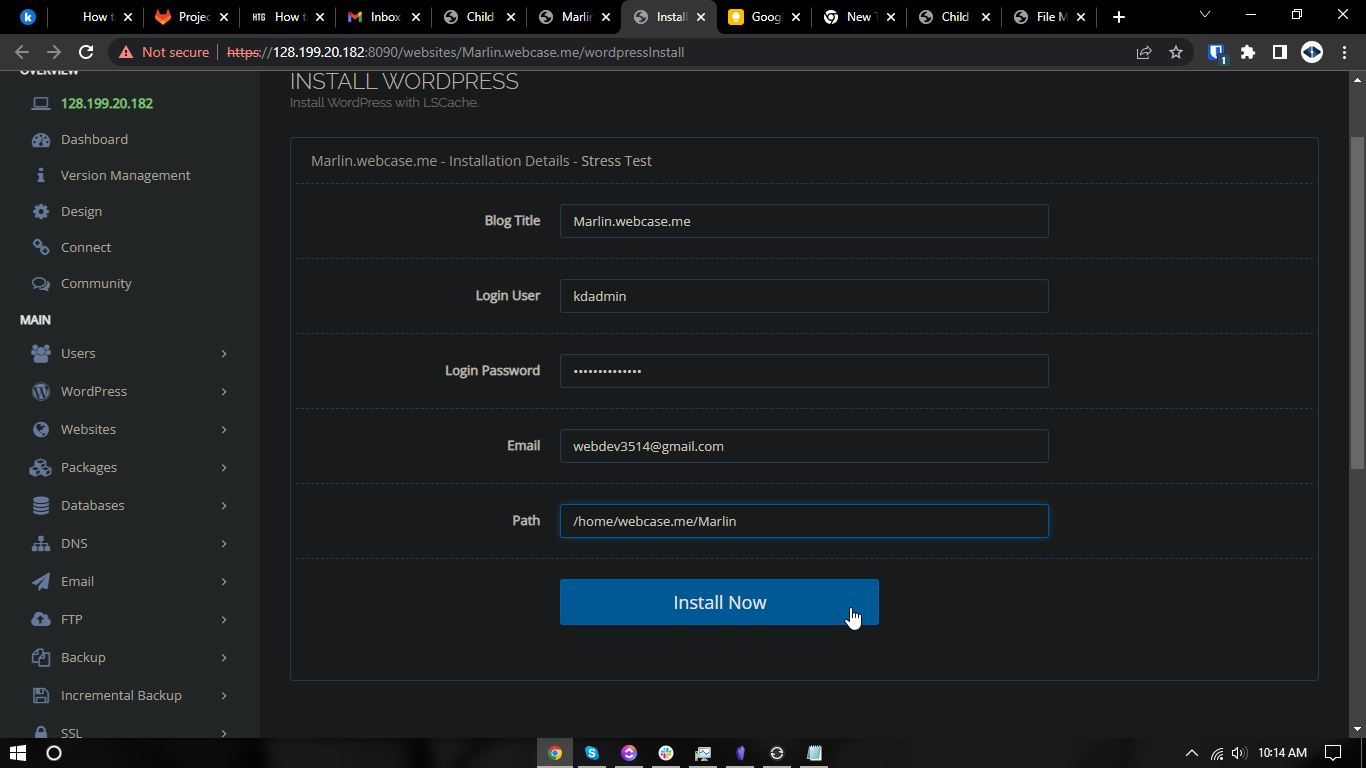 How t
Projec
HTG How t
Inbox
Child
Marlin
Install
Googl
New T
Child
File M
Not secure https://128.199.20.182:8090/websites/Marlin.webcase.me/wordpressInstall
1
OVERVIEW
128.199.20.182
Dashboard
Version Management
Design
Connect
Community
MAIN
Users
WordPress
Websites
Packages
Databases
DNS
Email
FTP
Backup
Incremental Backup
SSL
INSTALL WORDPRESS
Install WordPress with LSCache.
Marlin.webcase.me - Installation Details - Stress Test
Blog Title Marlin.webcase.me
Login User kdadmin
Login Password ••••••••••••••
Email webdev3514@gmail.com
Path /home/webcase.me/Marlin
Install Now
10:14 AM